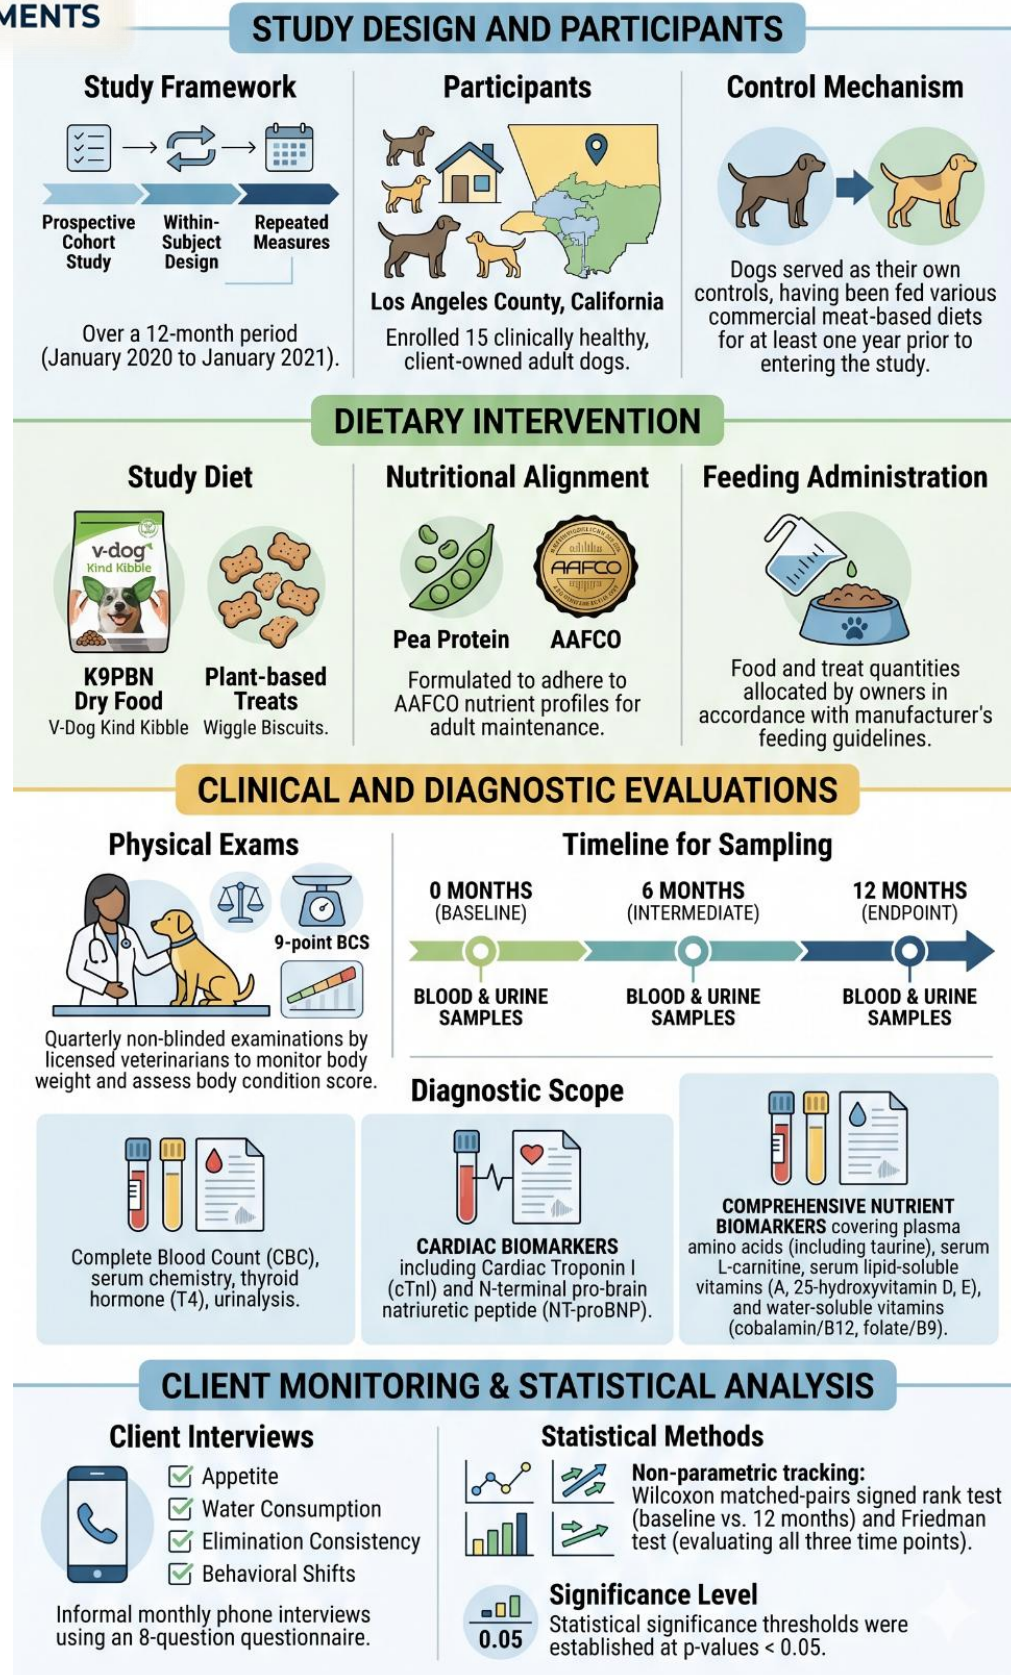 MENTS
STUDY DESIGN AND PARTICIPANTS
Study Framework
Prospective
Cohort
Study
Within-
Subject
Design
Repeated
Measures
Over a 12-month period
(January 2020 to January 2021).
Participants
Los Angeles County, California
Enrolled 15 clinically healthy,
client-owned adult dogs.
Control Mechanism
Dogs served as their own
controls, having been fed various
commercial meat-based diets
for at least one year prior to
entering the study.
DIETARY INTERVENTION
Study Diet
v-dog
Kind Kibble
K9PBN
Dry Food
V-Dog Kind Kibble
Plant-based
Treats
Wiggle Biscuits.
Nutritional Alignment
Pea Protein
AAFCO
AAFCO
Formulated to adhere to
AAFCO nutrient profiles for
adult maintenance.
Feeding Administration
Food and treat quantities
allocated by owners in
accordance with manufacturer's
feeding guidelines.
CLINICAL AND DIAGNOSTIC EVALUATIONS
Physical Exams
9-point BCS
Quarterly non-blinded examinations by
licensed veterinarians to monitor body
weight and assess body condition score.
Timeline for Sampling
0 MONTHS
(BASELINE)
BLOOD & URINE
SAMPLES
6 MONTHS
(INTERMEDIATE)
BLOOD & URINE
SAMPLES
12 MONTHS
(ENDPOINT)
BLOOD & URINE
SAMPLES
Diagnostic Scope
Complete Blood Count (CBC),
serum chemistry, thyroid
hormone (T4), urinalysis.
CARDIAC BIOMARKERS
including Cardiac Troponin I
(cTnI) and N-terminal pro-brain
natriuretic peptide (NT-proBNP).
COMPREHENSIVE NUTRIENT
BIOMARKERS covering plasma
amino acids (including taurine), serum
L-carnitine, serum lipid-soluble
vitamins (A, 25-hydroxyvitamin D, E),
and water-soluble vitamins
(cobalamin/B12, folate/B9).
CLIENT MONITORING & STATISTICAL ANALYSIS
Client Interviews
Appetite
Water Consumption
Elimination Consistency
Behavioral Shifts
Informal monthly phone interviews
using an 8-question questionnaire.
Statistical Methods
Non-parametric tracking:
Wilcoxon matched-pairs signed rank test
(baseline vs. 12 months) and Friedman
test (evaluating all three time points).
0.05
Significance Level
Statistical significance thresholds were
established at p-values < 0.05.